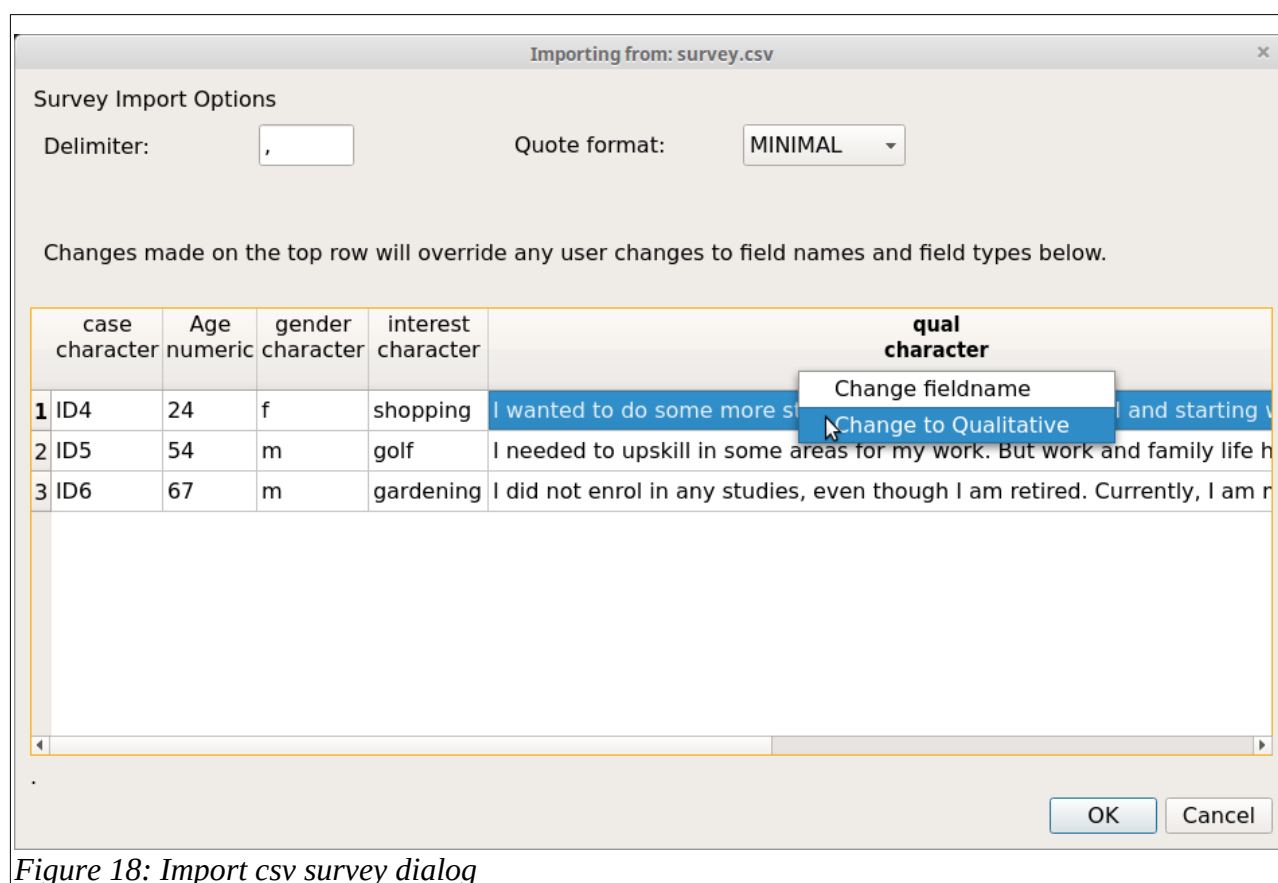 Importing from: survey.csv ×
Survey Import Options
Delimiter: , Quote format: MINIMAL
Changes made on the top row will override any user changes to field names and field types below.
case Age gender interest qual
character numeric character character character
Change fieldname
1 ID4 24 f shopping I wanted to do some more and starting
Change to Qualitative
2 ID5 54 m golf I needed to upskill in some areas for my work. But work and family life
3 ID6 67 m gardening I did not enrol in any studies, even though I am retired. Currently, I am
.
OK Cancel
Figure 18: Import csv survey dialog